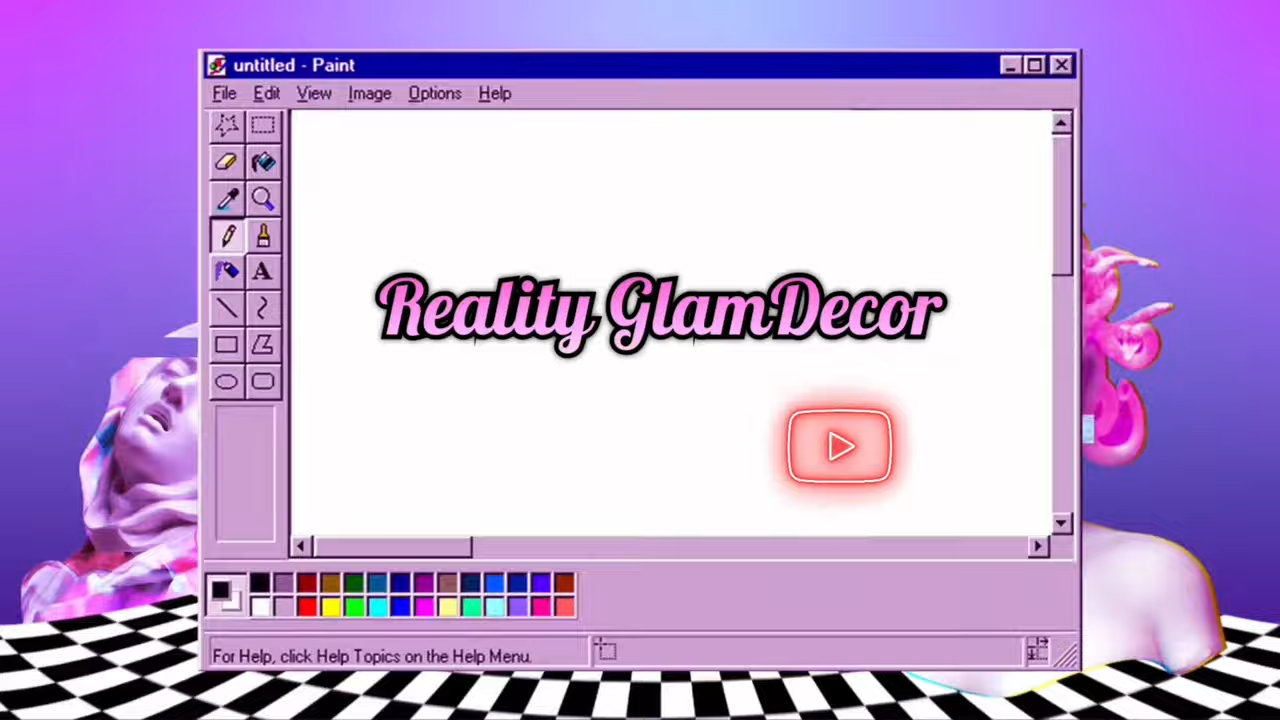 untitled - Paint
File Edit View Image Options Help
A
Reality GlamDecor
For Help, click Help Topics on the Help Menu.